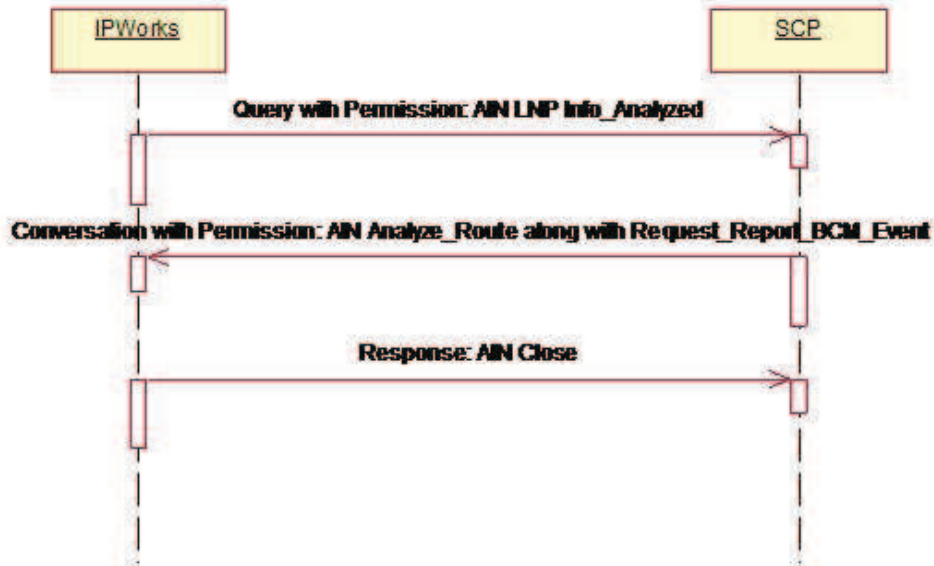 IPWorks
SCP
Query with Permission: AIN LNP Info_Analyzed
Conversation with Permission: AIN Analyze_Route along with Request_Report_BCM_Event
Response: AIN Close